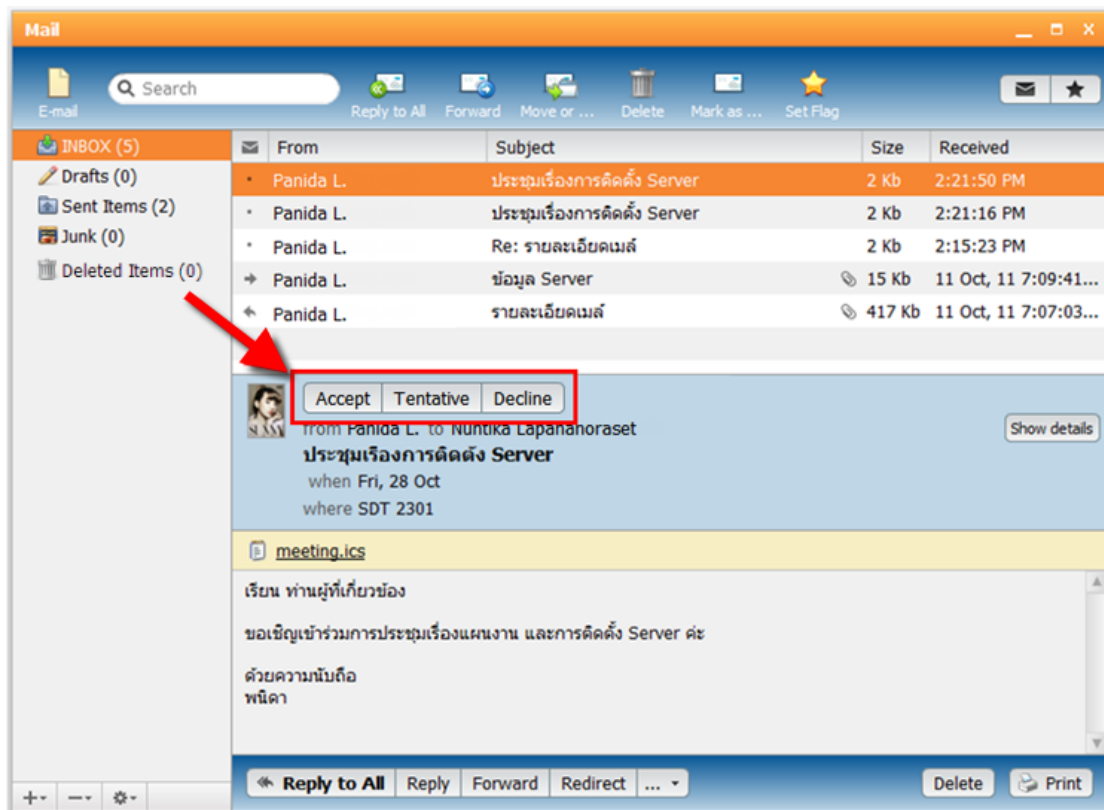 Mail
E-mail
Search
Reply to All
Forward
Move or ...
Delete
Mark as ...
Set Flag
INBOX (5)
Drafts (0)
Sent Items (2)
Junk (0)
Deleted Items (0)
From Subject Size Received
Panida L. ประชุมเรื่องการติดตั้ง Server 2 Kb 2:21:50 PM
Panida L. ประชุมเรื่องการติดตั้ง Server 2 Kb 2:21:16 PM
Panida L. Re: รายละเอียดเมล์ 2 Kb 2:15:23 PM
Panida L. ข้อมูล Server 15 Kb 11 Oct, 11 7:09:41...
Panida L. รายละเอียดเมล์ 417 Kb 11 Oct, 11 7:07:03...
Accept Tentative Decline
from Panida L. to Nuntika Lapananoraset
Show details
ประชุมเรื่องการติดตั้ง Server
when Fri, 28 Oct
where SDT 2301
meeting.ics
เรียน ท่านผู้ที่เกี่ยวข้อง
ขอเชิญเข้าร่วมการประชุมเรื่องแผนงาน และการติดตั้ง Server ค่ะ
ด้วยความนับถือ
พนิดา
Reply to All Reply Forward Redirect ... Delete Print